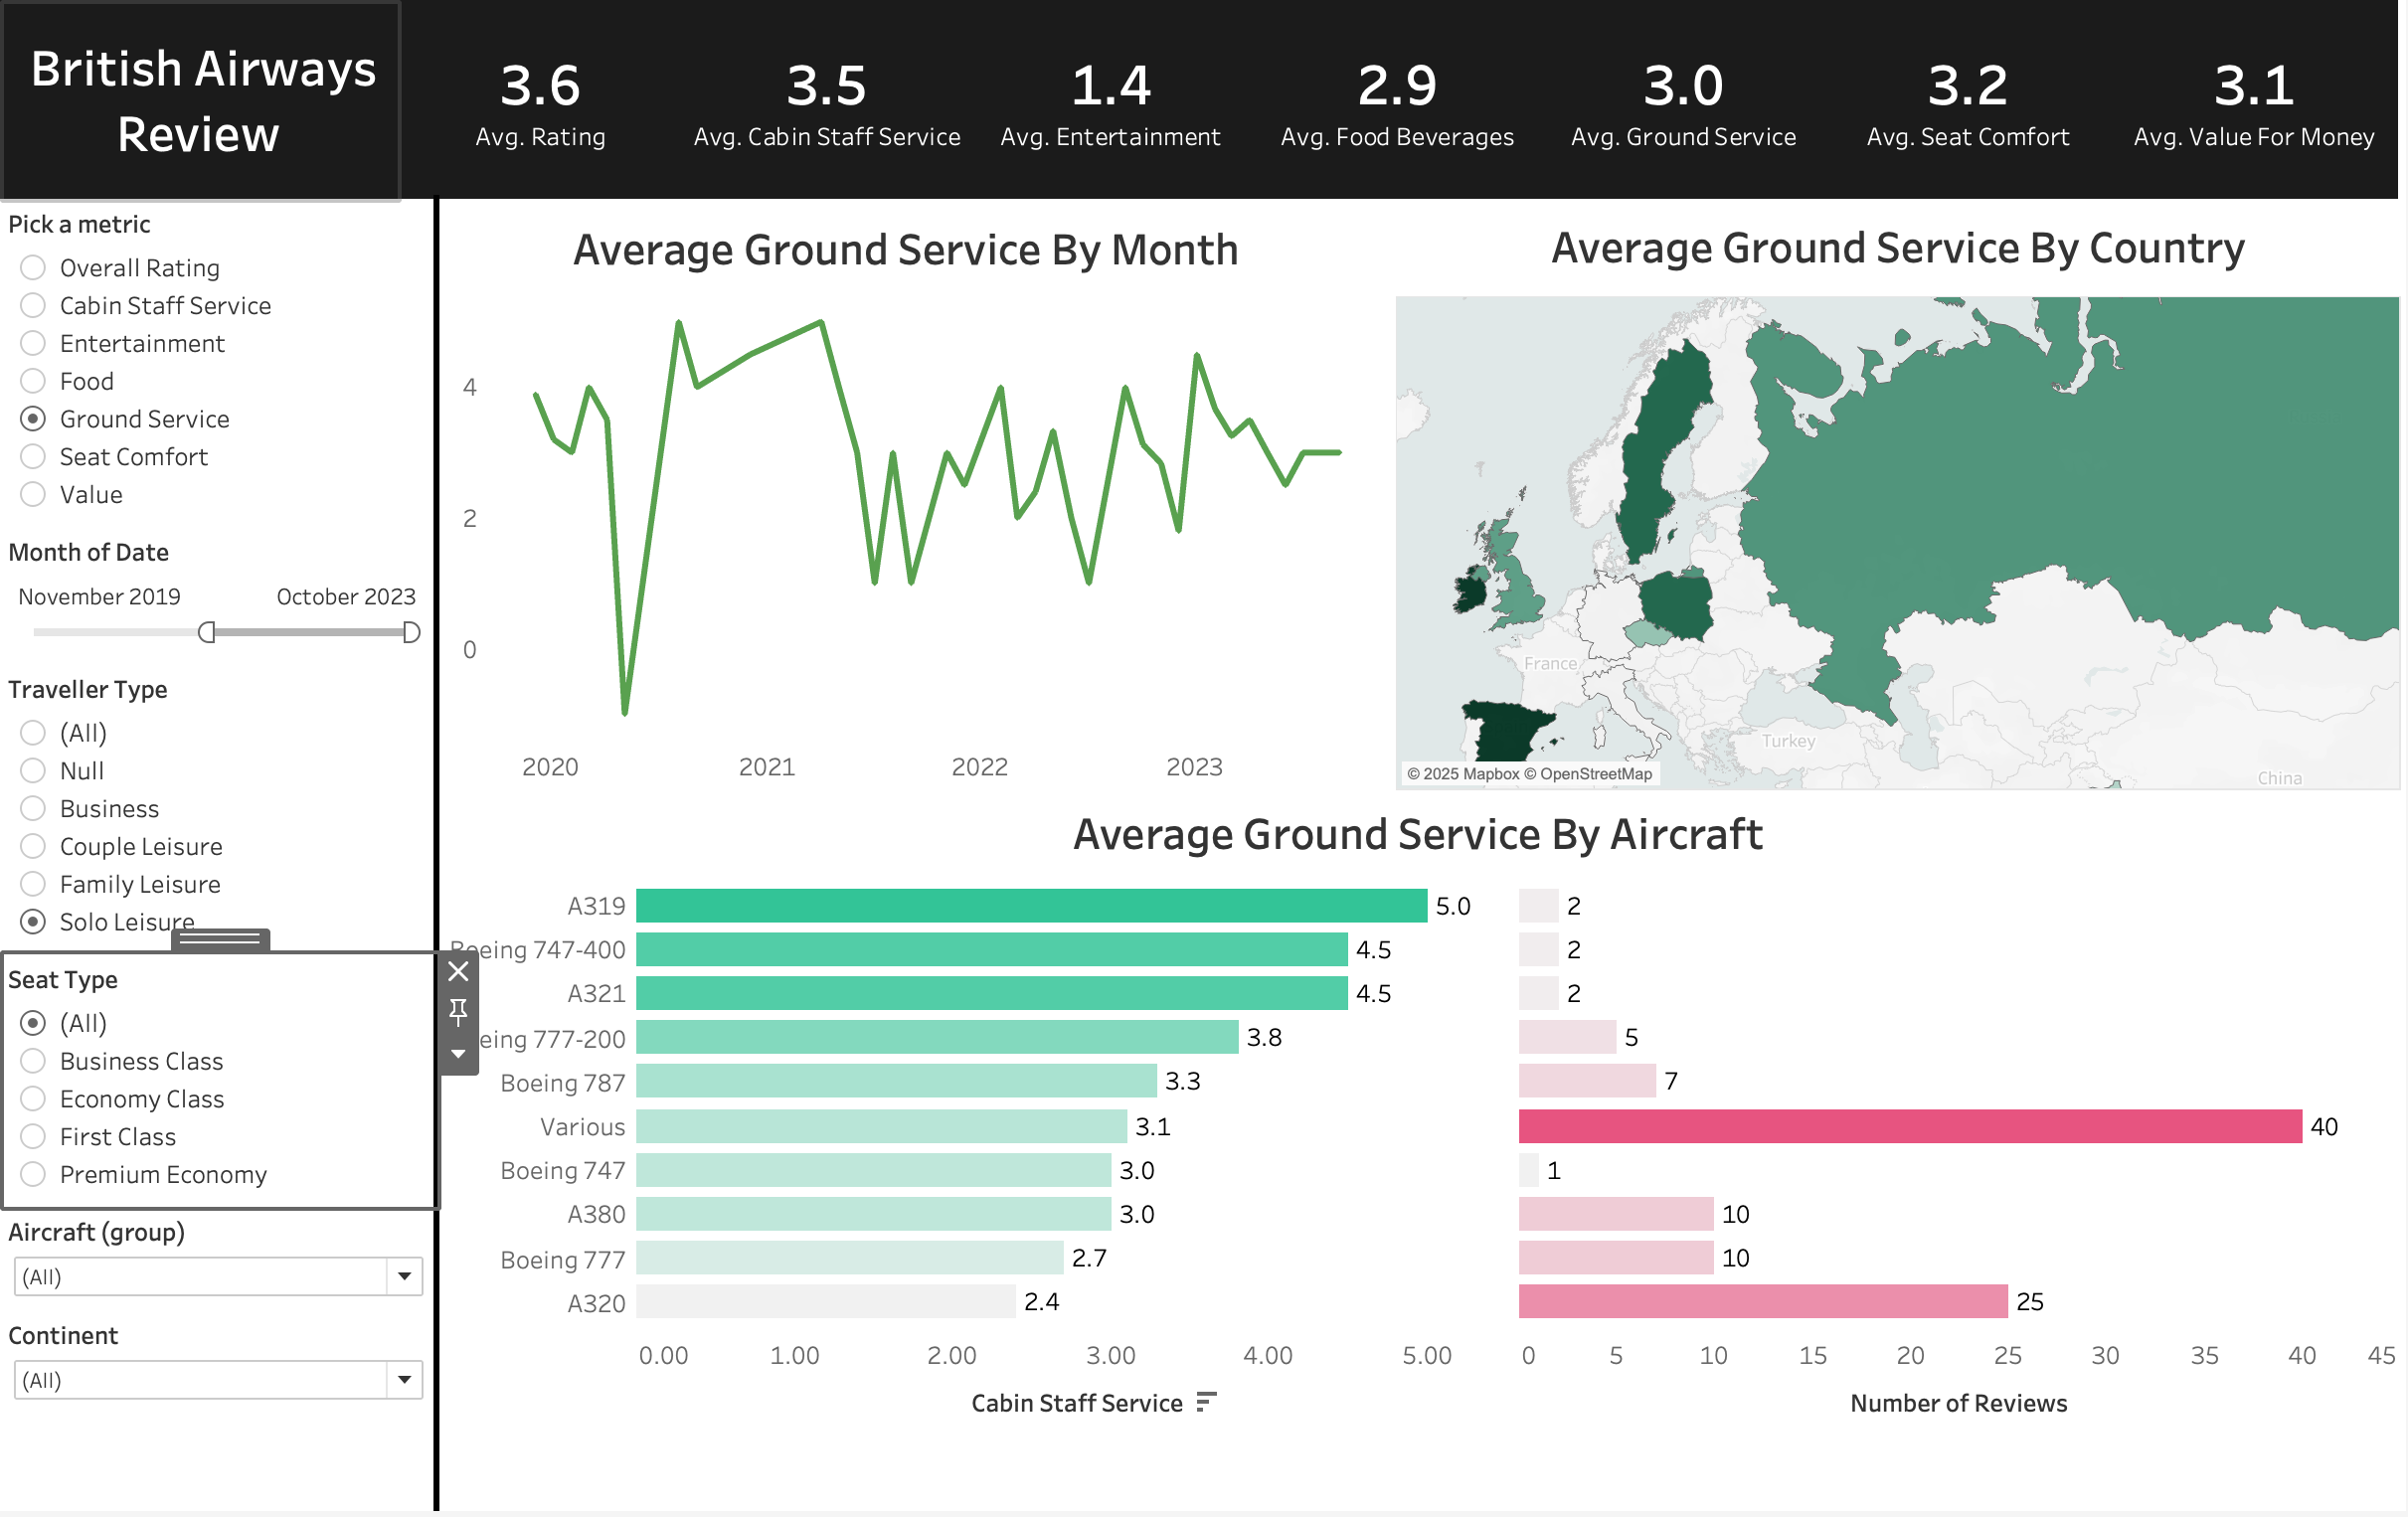 British Airways
Review
3.6
Avg. Rating
3.5
Avg. Cabin Staff Service
1.4
Avg. Entertainment
2.9
Avg. Food Beverages
3.0
Avg. Ground Service
3.2
Avg. Seat Comfort
3.1
Avg. Value For Money
Pick a metric
Overall Rating
Cabin Staff Service
Entertainment
Food
Ground Service
Seat Comfort
Value
Month of Date
November 2019 October 2023
Traveller Type
(All)
Null
Business
Couple Leisure
Family Leisure
Solo Leisure
Seat Type
(All)
Business Class
Economy Class
First Class
Premium Economy
Aircraft (group)
(All)
Continent
(All)
Average Ground Service By Month
4
2
0
2020 2021 2022 2023
Average Ground Service By Country
France
Turkey
China
© 2025 Mapbox © OpenStreetMap
Average Ground Service By Aircraft
A319 5.0 2
Boeing 747-400 4.5 2
A321 4.5 2
eing 777-200 3.8 5
Boeing 787 3.3 7
Various 3.1 40
Boeing 747 3.0 1
A380 3.0 10
Boeing 777 2.7 10
A320 2.4 25
0.00 1.00 2.00 3.00 4.00 5.00
0 5 10 15 20 25 30 35 40 45
Cabin Staff Service
Number of Reviews